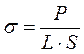 σ = P / (L · S)